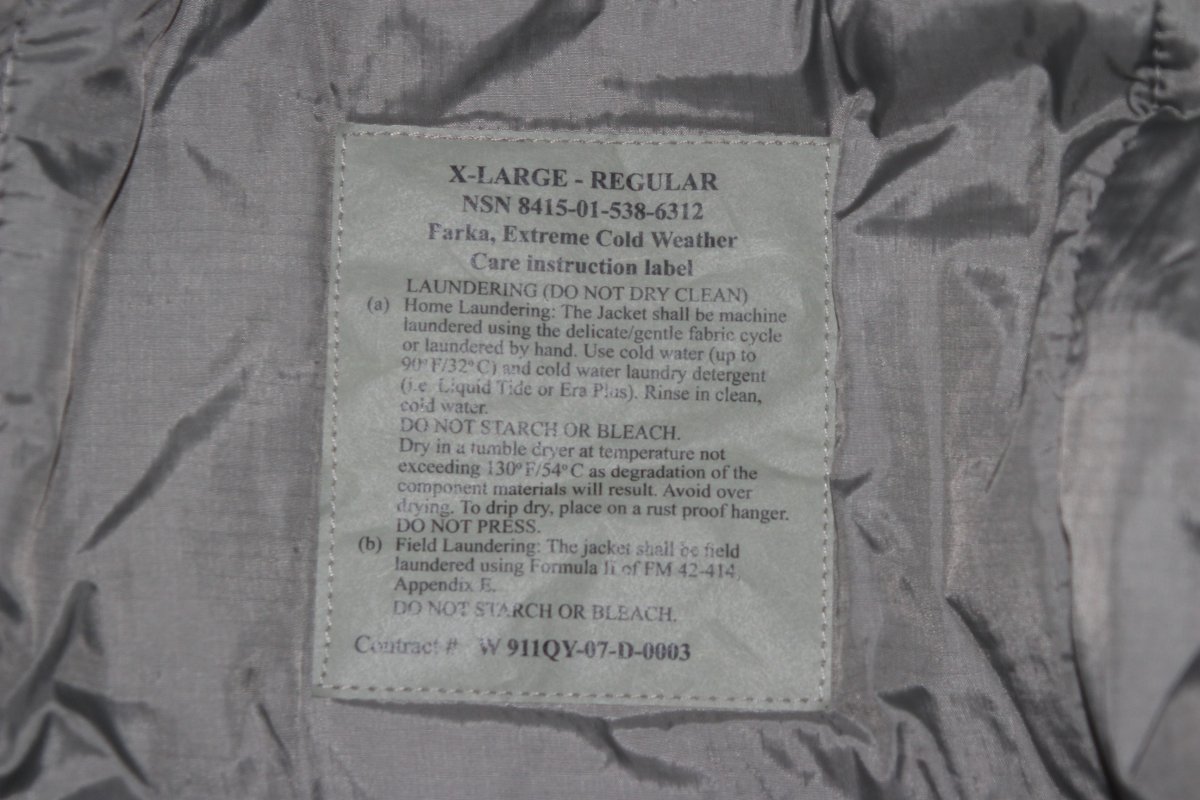 X-LARGE - REGULAR
NSN 8415-01-538-6312
Parka, Extreme Cold Weather
Care instruction label
LAUNDERING (DO NOT DRY CLEAN)
(a) Home Laundering: The Jacket shall be machine
laundered using the delicate/gentle fabric cycle
or laundered by hand. Use cold water (up to
90°F/32°C) and cold water laundry detergent
(i.e. Liquid Tide or Era Plus). Rinse in clean,
cold water.
DO NOT STARCH OR BLEACH.
Dry in a tumble dryer at temperature not
exceeding 130°F/54°C as degradation of the
component materials will result. Avoid over
drying. To drip dry, place on a rust proof hanger.
DO NOT PRESS.
(b) Field Laundering: The jacket shall be field
laundered using Formula II of FM 42-414,
Appendix E.
DO NOT STARCH OR BLEACH.
Contract # W911QY-07-D-0003